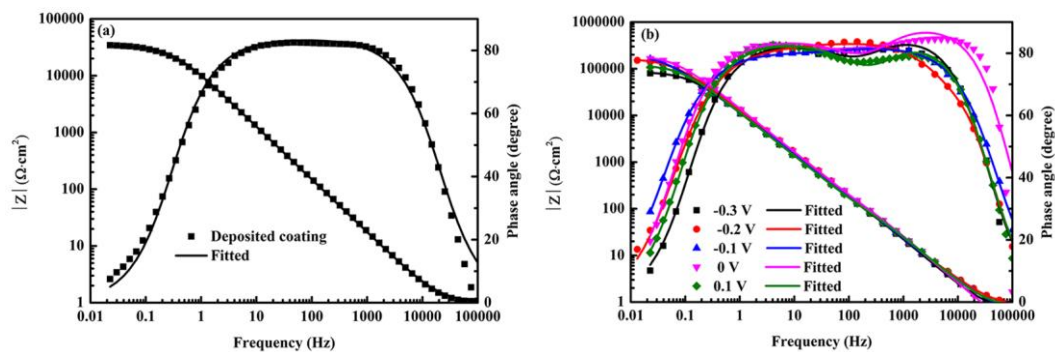 (a)
100000
10000
1000
100
10
1
|Z| (Ω·cm²)
Deposited coating
Fitted
80
60
40
20
0
Phase angle (degree)
0.01 0.1 1 10 100 1000 10000 100000
Frequency (Hz)
(b)
1000000
100000
10000
1000
100
10
1
|Z| (Ω·cm²)
-0.3 V Fitted
-0.2 V Fitted
-0.1 V Fitted
0 V Fitted
0.1 V Fitted
80
60
40
20
0
Phase angle (degree)
0.01 0.1 1 10 100 1000 10000 100000
Frequency (Hz)